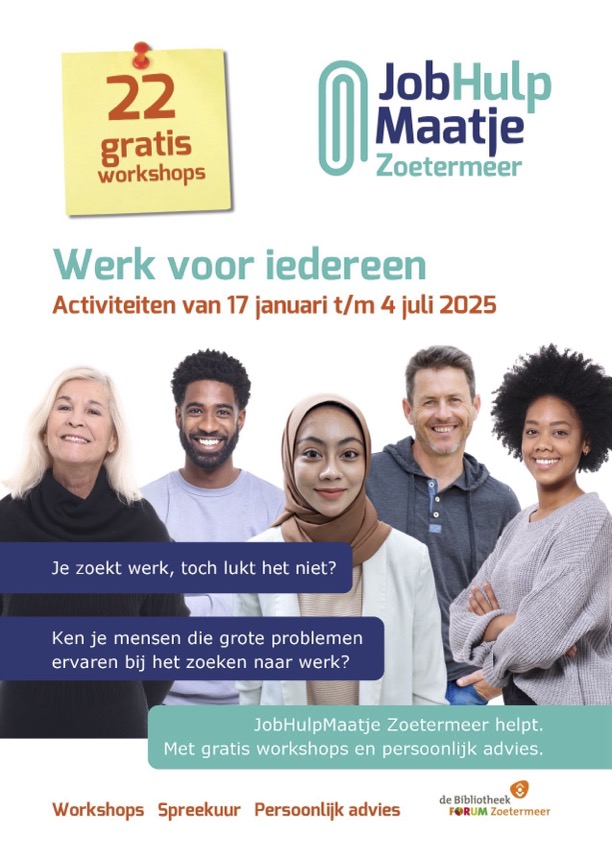 22
gratis
workshops
JobHulp
Maatje
Zoetermeer
Werk voor iedereen
Activiteiten van 17 januari t/m 4 juli 2025
Je zoekt werk, toch lukt het niet?
Ken je mensen die grote problemen
ervaren bij het zoeken naar werk?
JobHulpMaatje Zoetermeer helpt.
Met gratis workshops en persoonlijk advies.
Workshops Spreekuur Persoonlijk advies
de Bibliotheek
FORUM Zoetermeer